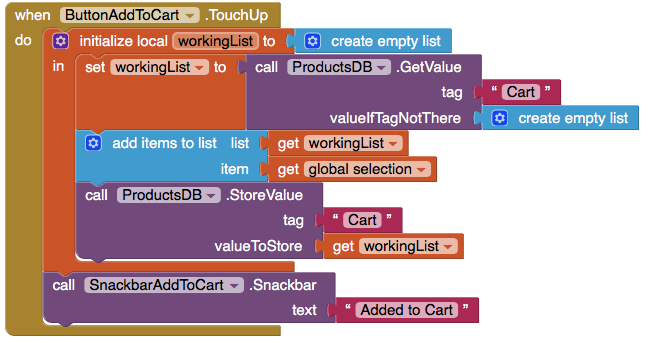 when ButtonAddToCart .TouchUp
do initialize local workingList to create empty list
in set workingList to call ProductsDB .GetValue
tag " Cart "
valueIfTagNotThere create empty list
add items to list list get workingList
item get global selection
call ProductsDB .StoreValue
tag " Cart "
valueToStore get workingList
call SnackbarAddToCart .Snackbar
text " Added to Cart "